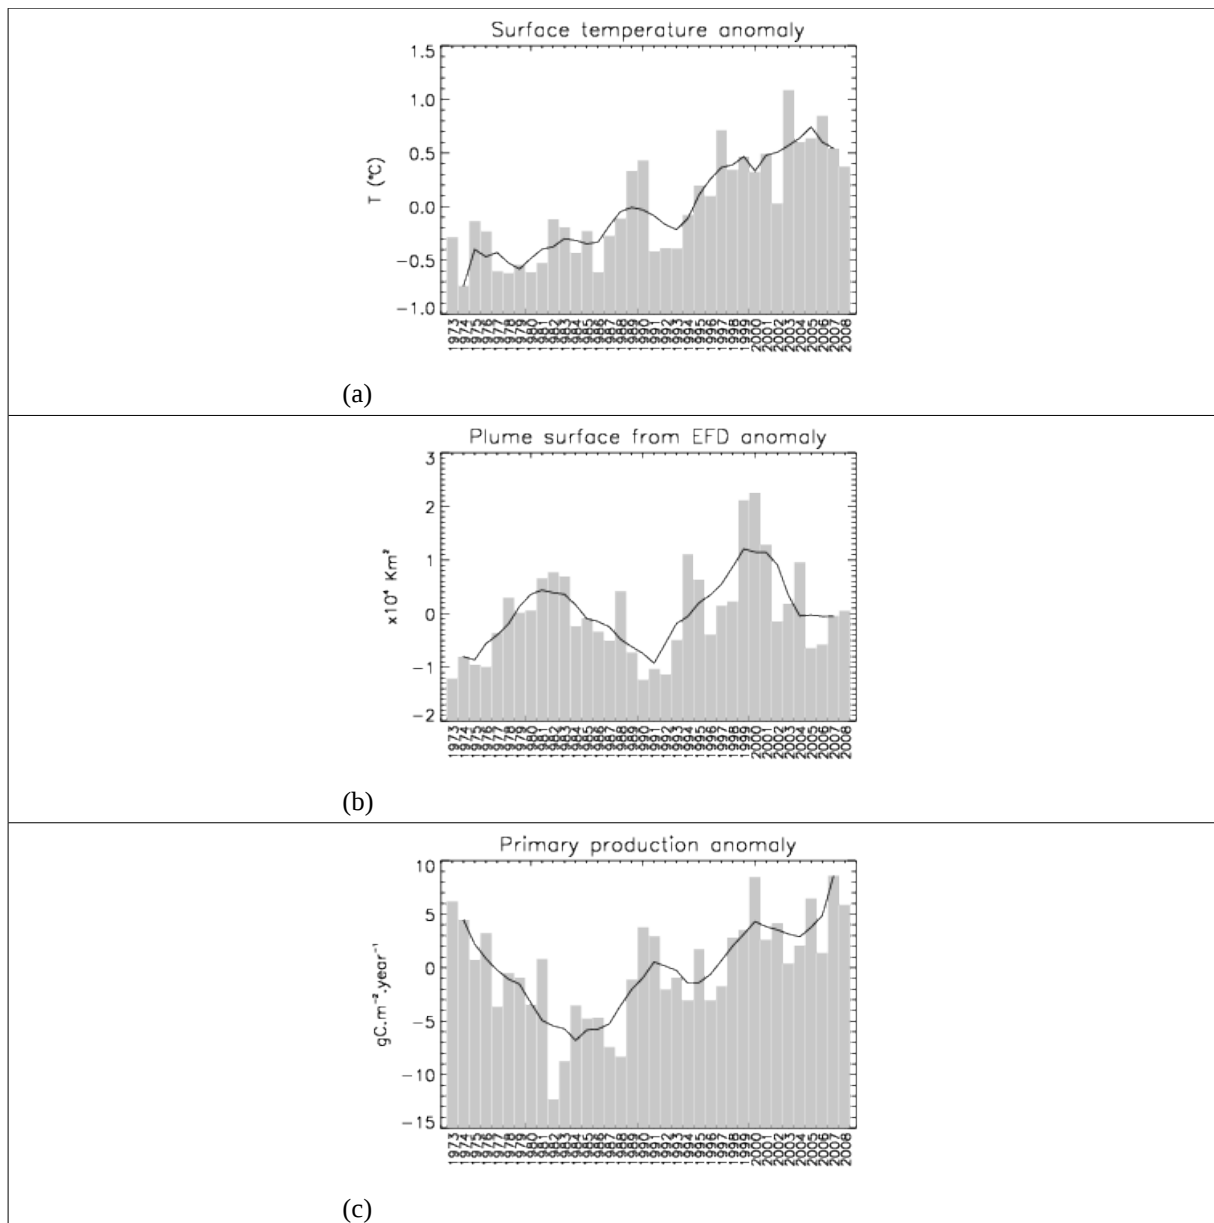 Surface temperature anomaly
1.5
1.0
0.5
0.0
−0.5
−1.0
T (°C)
1973 1974 1975 1976 1977 1978 1979 1980 1981 1982 1983 1984 1985 1986 1987 1988 1989 1990 1991 1992 1993 1994 1995 1996 1997 1998 1999 2000 2001 2002 2003 2004 2005 2006 2007 2008
(a)
Plume surface from EFD anomaly
3
2
1
0
−1
−2
x10⁴ Km²
1973 1974 1975 1976 1977 1978 1979 1980 1981 1982 1983 1984 1985 1986 1987 1988 1989 1990 1991 1992 1993 1994 1995 1996 1997 1998 1999 2000 2001 2002 2003 2004 2005 2006 2007 2008
(b)
Primary production anomaly
10
5
0
−5
−10
−15
gC.m⁻².year⁻¹
1973 1974 1975 1976 1977 1978 1979 1980 1981 1982 1983 1984 1985 1986 1987 1988 1989 1990 1991 1992 1993 1994 1995 1996 1997 1998 1999 2000 2001 2002 2003 2004 2005 2006 2007 2008
(c)